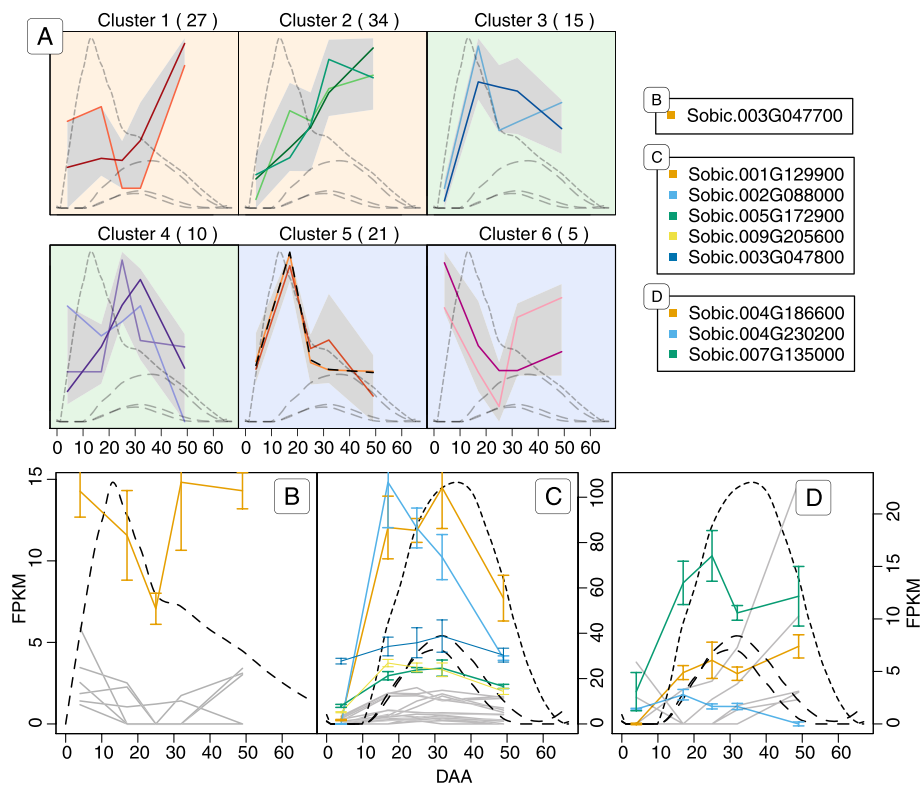 A
Cluster 1 ( 27 )
Cluster 2 ( 34 )
Cluster 3 ( 15 )
Cluster 4 ( 10 )
Cluster 5 ( 21 )
Cluster 6 ( 5 )
0 10 20 30 40 50 60
0 10 20 30 40 50 60
0 10 20 30 40 50 60
B
Sobic.003G047700
C
Sobic.001G129900
Sobic.002G088000
Sobic.005G172900
Sobic.009G205600
Sobic.003G047800
D
Sobic.004G186600
Sobic.004G230200
Sobic.007G135000
B
FPKM
15
10
5
0
0 10 20 30 40 50 60
C
100
80
60
40
20
0
0 10 20 30 40 50 60
DAA
D
20
15
10
5
0
FPKM
0 10 20 30 40 50 60